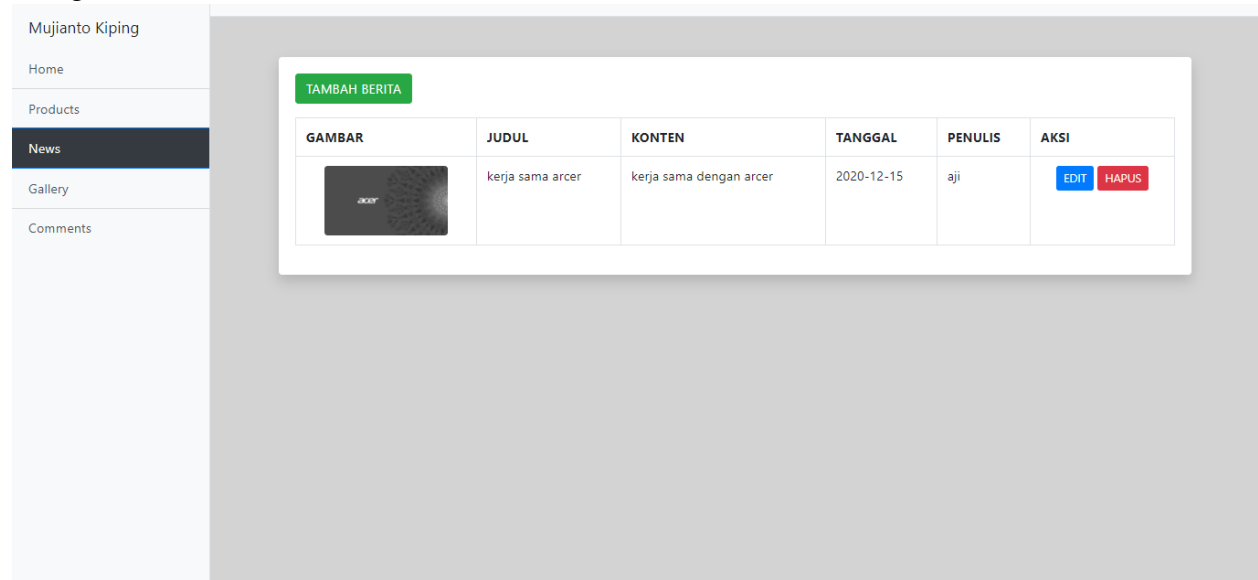 Mujianto Kiping
Home
Products
News
Gallery
Comments
TAMBAH BERITA
GAMBAR JUDUL KONTEN TANGGAL PENULIS AKSI
acer kerja sama arcer kerja sama dengan arcer 2020-12-15 aji EDIT HAPUS